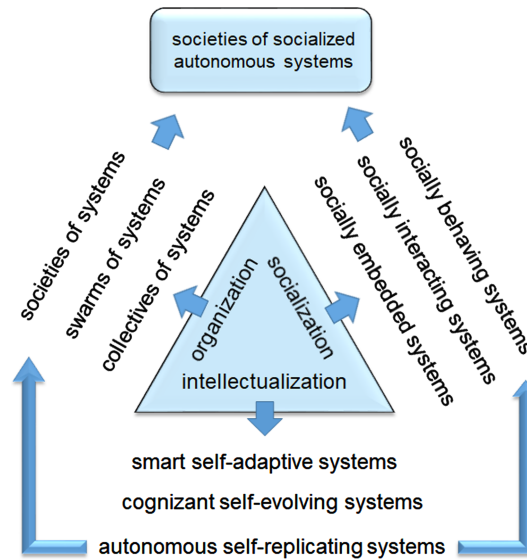 societies of socialized
autonomous systems
societies of systems
swarms of systems
collectives of systems
organization
socialization
intellectualization
socially embedded systems
socially interacting systems
socially behaving systems
smart self-adaptive systems
cognizant self-evolving systems
autonomous self-replicating systems